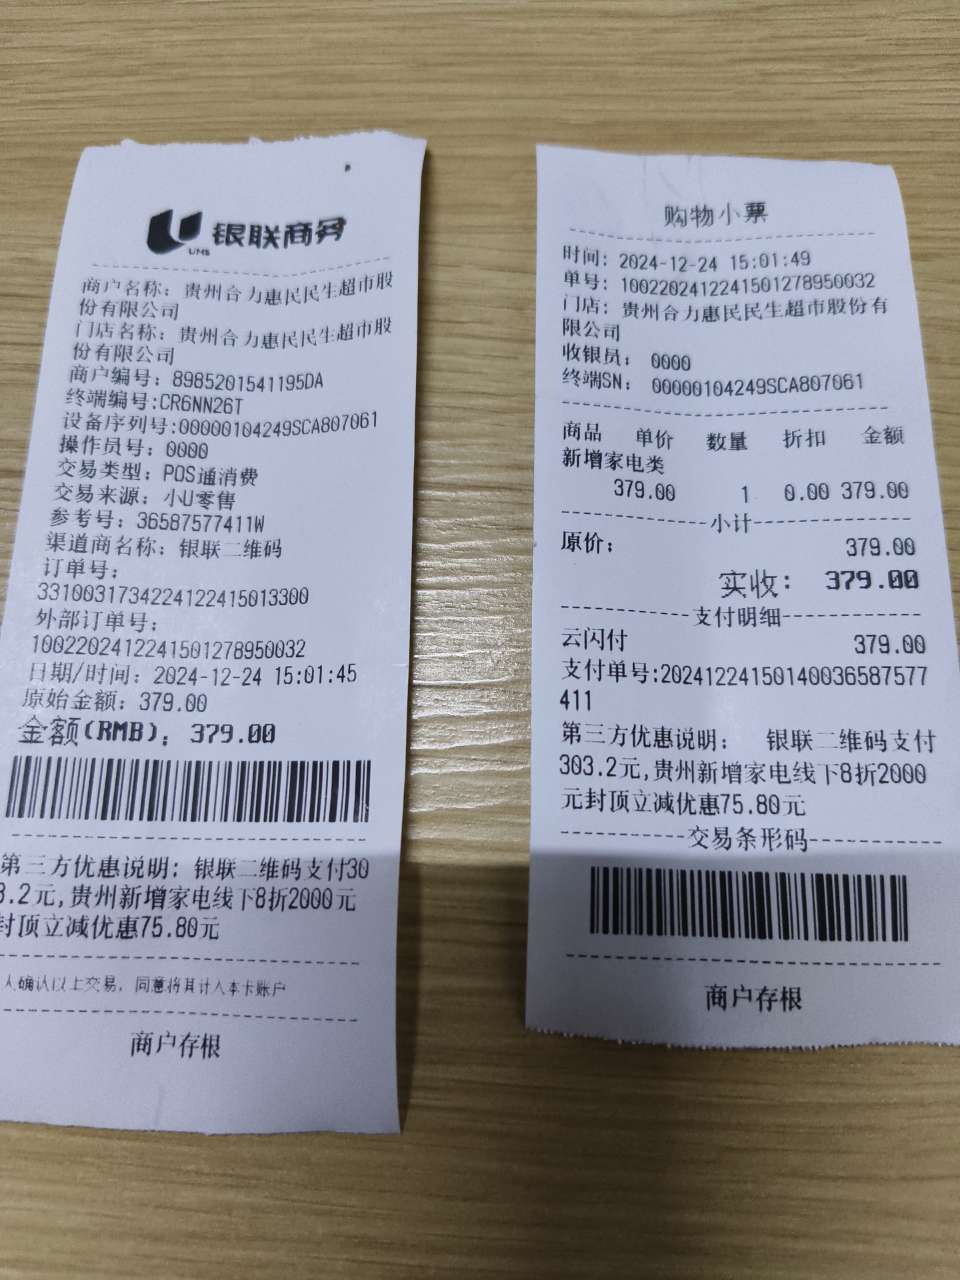 银联商务
UMS
商户名称：贵州合力惠民民生超市股
份有限公司
门店名称：贵州合力惠民民生超市股
份有限公司
商户编号：8985201541195DA
终端编号:CR6NN26T
设备序列号:00000104249SCA807061
操作员号：0000
交易类型：POS通消费
交易来源：小U零售
参考号：36587577411W
渠道商名称：银联二维码
订单号：
33100317342241224150133​00
外部订单号：
10022024122415012789500​32
日期/时间：2024-12-24 15:01:45
原始金额：379.00
金额(RMB)：379.00
第三方优惠说明：银联二维码支付30
3.2元,贵州新增家电线下8折2000元
封顶立减优惠75.80元
人确认以上交易，同意将其计入本卡账户
商户存根
购物小票
时间：2024-12-24 15:01:49
单号：10022024122415012789500​32
门店：贵州合力惠民民生超市股份有
限公司
收银员：0000
终端SN：00000104249SCA807061
商品 单价 数量 折扣 金额
新增家电类
379.00 1 0.00 379.00
小计
原价；379.00
实收：379.00
支付明细
云闪付 379.00
支付单号:20241224150140036587577
411
第三方优惠说明：银联二维码支付
303.2元,贵州新增家电线下8折2000
元封顶立减优惠75.80元
交易条形码
商户存根